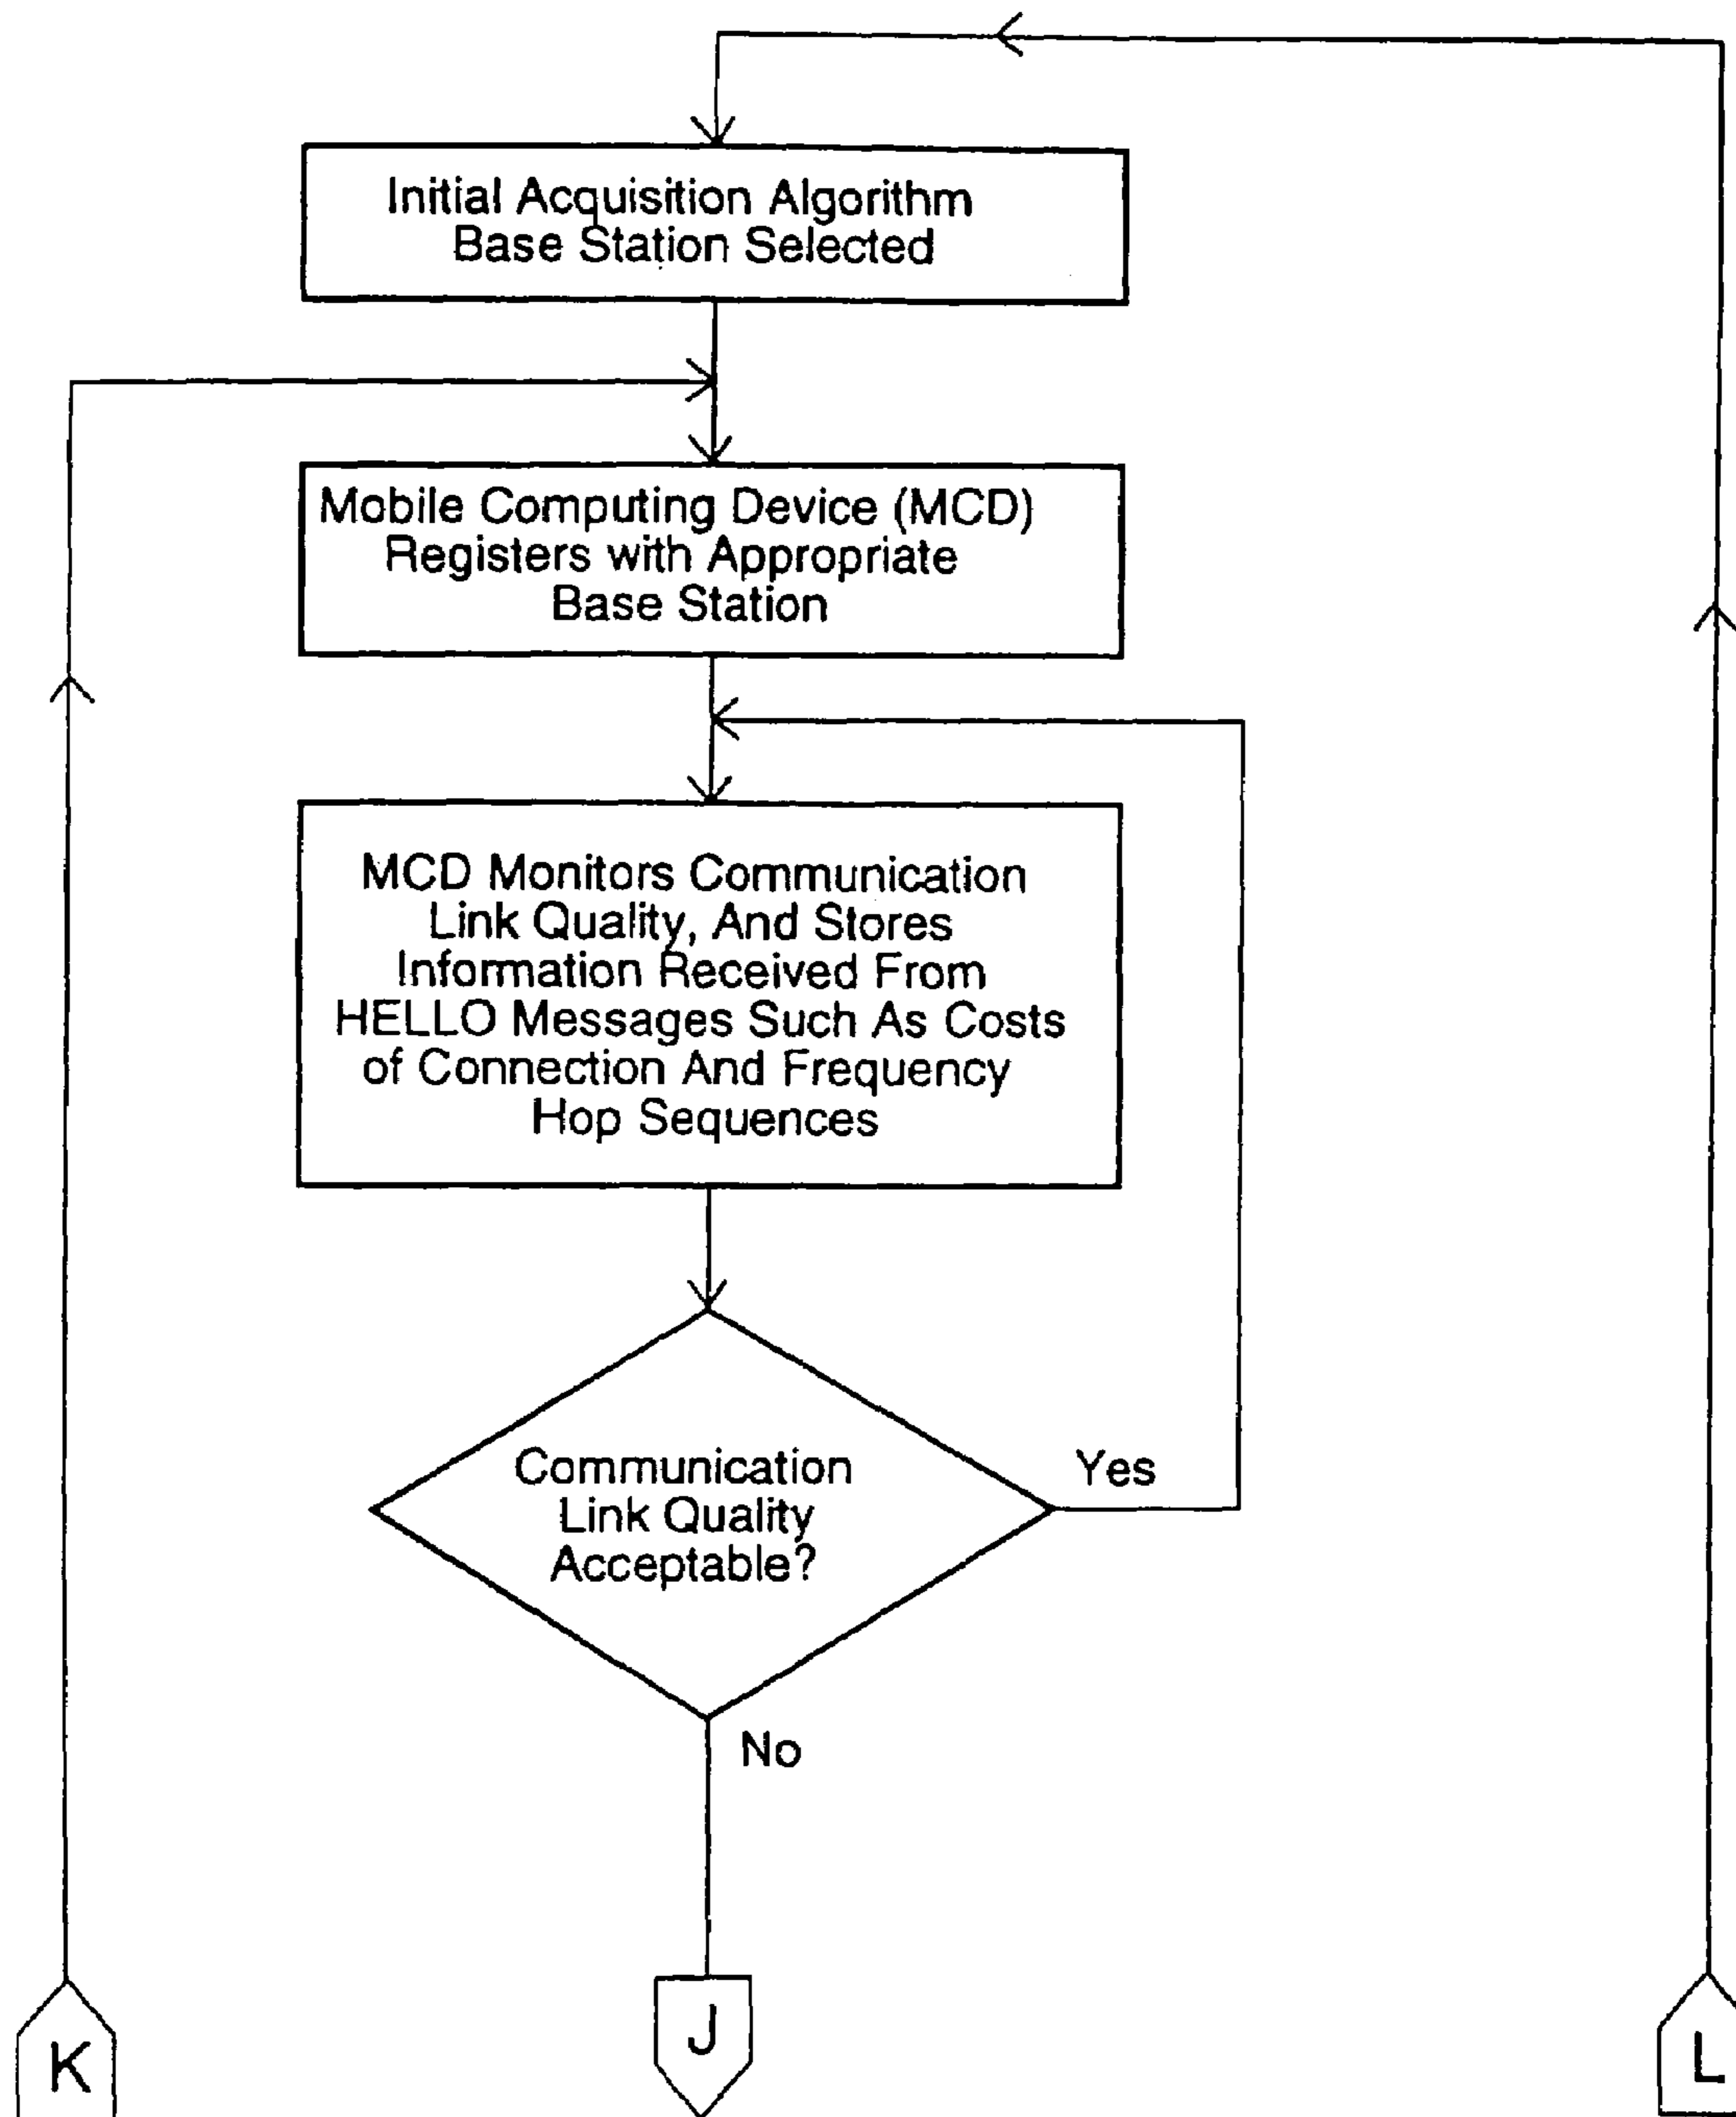 Initial Acquisition Algorithm
Base Station Selected
Mobile Computing Device (MCD)
Registers with Appropriate
Base Station
MCD Monitors Communication
Link Quality, And Stores
Information Received From
HELLO Messages Such As Costs
of Connection And Frequency
Hop Sequences
Communication
Link Quality
Acceptable?
Yes
No
K
J
L